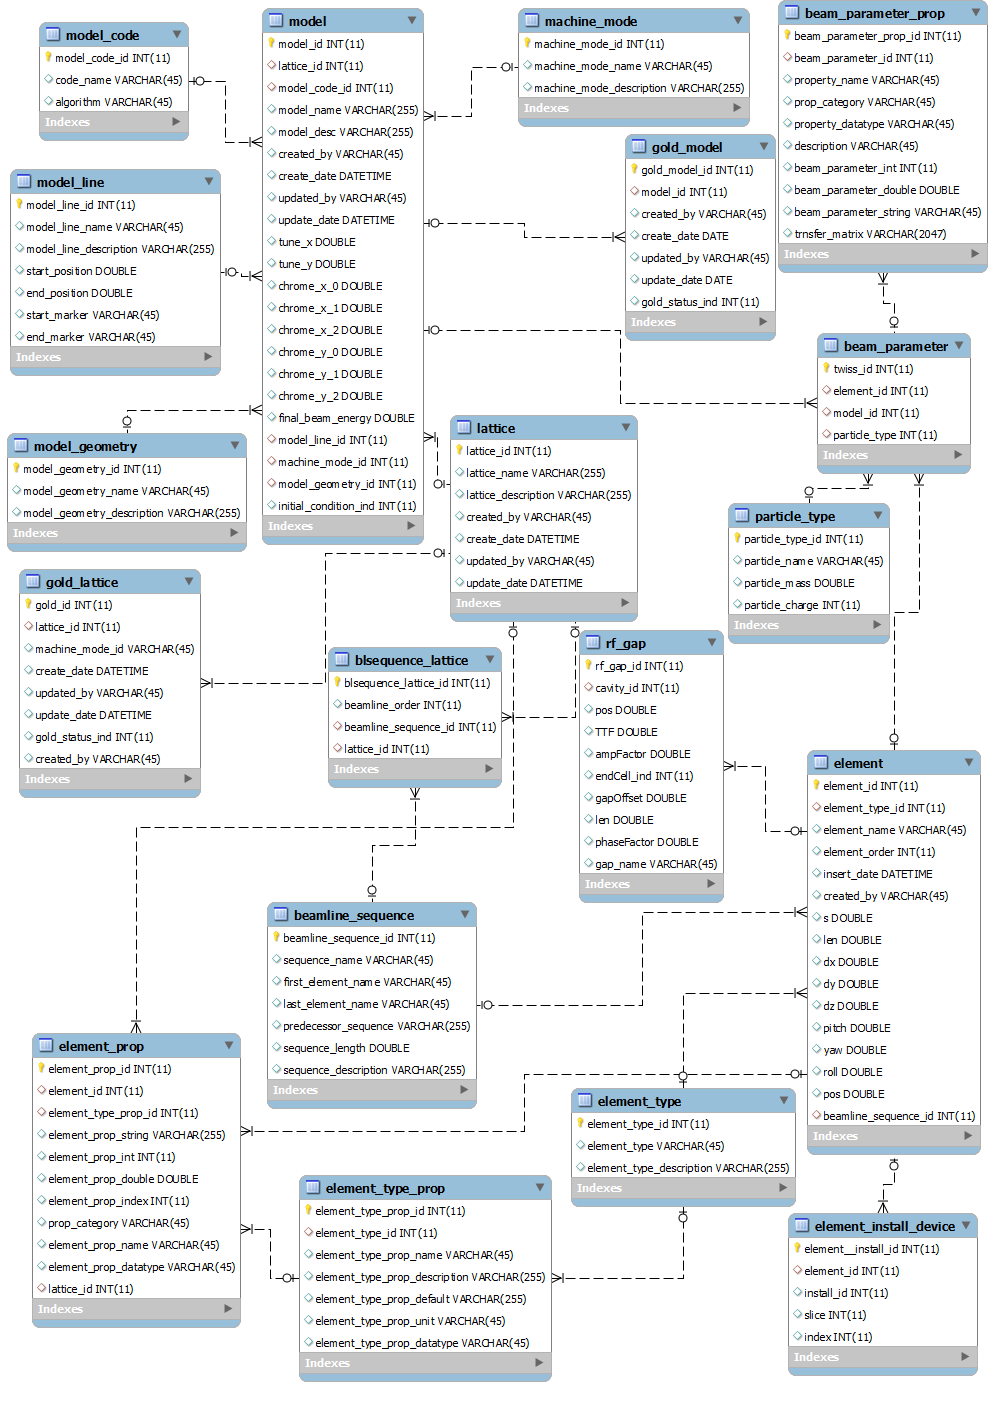 model_code
model_code_id INT(11)
code_name VARCHAR(45)
algorithm VARCHAR(45)
Indexes
model_line
model_line_id INT(11)
model_line_name VARCHAR(45)
model_line_description VARCHAR(255)
start_position DOUBLE
end_position DOUBLE
start_marker VARCHAR(45)
end_marker VARCHAR(45)
Indexes
model_geometry
model_geometry_id INT(11)
model_geometry_name VARCHAR(45)
model_geometry_description VARCHAR(255)
Indexes
gold_lattice
gold_id INT(11)
lattice_id INT(11)
machine_mode_id VARCHAR(45)
create_date DATETIME
updated_by VARCHAR(45)
update_date DATETIME
gold_status_ind INT(11)
created_by VARCHAR(45)
Indexes
model
model_id INT(11)
lattice_id INT(11)
model_code_id INT(11)
model_name VARCHAR(255)
model_desc VARCHAR(255)
created_by VARCHAR(45)
create_date DATETIME
updated_by VARCHAR(45)
update_date DATETIME
tune_x DOUBLE
tune_y DOUBLE
chrome_x_0 DOUBLE
chrome_x_1 DOUBLE
chrome_x_2 DOUBLE
chrome_y_0 DOUBLE
chrome_y_1 DOUBLE
chrome_y_2 DOUBLE
final_beam_energy DOUBLE
model_line_id INT(11)
machine_mode_id INT(11)
model_geometry_id INT(11)
initial_condition_ind INT(11)
Indexes
machine_mode
machine_mode_id INT(11)
machine_mode_name VARCHAR(45)
machine_mode_description VARCHAR(255)
Indexes
gold_model
gold_model_id INT(11)
model_id INT(11)
created_by VARCHAR(45)
create_date DATE
updated_by VARCHAR(45)
update_date DATE
gold_status_ind INT(11)
Indexes
beam_parameter_prop
beam_parameter_prop_id INT(11)
beam_parameter_id INT(11)
property_name VARCHAR(45)
prop_category VARCHAR(45)
property_datatype VARCHAR(45)
description VARCHAR(45)
beam_parameter_int INT(11)
beam_parameter_double DOUBLE
beam_parameter_string VARCHAR(45)
trnsfer_matrix VARCHAR(2047)
Indexes
beam_parameter
twiss_id INT(11)
element_id INT(11)
model_id INT(11)
particle_type INT(11)
Indexes
lattice
lattice_id INT(11)
lattice_name VARCHAR(255)
lattice_description VARCHAR(255)
created_by VARCHAR(45)
create_date DATETIME
updated_by VARCHAR(45)
update_date DATETIME
Indexes
particle_type
particle_type_id INT(11)
particle_name VARCHAR(45)
particle_mass DOUBLE
particle_charge INT(11)
Indexes
blsequence_lattice
blsequence_lattice_id INT(11)
beamline_order INT(11)
beamline_sequence_id INT(11)
lattice_id INT(11)
Indexes
rf_gap
rf_gap_id INT(11)
cavity_id INT(11)
pos DOUBLE
TTF DOUBLE
ampFactor DOUBLE
endCell_ind INT(11)
gapOffset DOUBLE
len DOUBLE
phaseFactor DOUBLE
gap_name VARCHAR(45)
Indexes
element
element_id INT(11)
element_type_id INT(11)
element_name VARCHAR(45)
element_order INT(11)
insert_date DATETIME
created_by VARCHAR(45)
s DOUBLE
len DOUBLE
dx DOUBLE
dy DOUBLE
dz DOUBLE
pitch DOUBLE
yaw DOUBLE
roll DOUBLE
pos DOUBLE
beamline_sequence_id INT(11)
Indexes
beamline_sequence
beamline_sequence_id INT(11)
sequence_name VARCHAR(45)
first_element_name VARCHAR(45)
last_element_name VARCHAR(45)
predecessor_sequence VARCHAR(255)
sequence_length DOUBLE
sequence_description VARCHAR(255)
Indexes
element_prop
element_prop_id INT(11)
element_id INT(11)
element_type_prop_id INT(11)
element_prop_string VARCHAR(255)
element_prop_int INT(11)
element_prop_double DOUBLE
element_prop_index INT(11)
prop_category VARCHAR(45)
element_prop_name VARCHAR(45)
element_prop_datatype VARCHAR(45)
lattice_id INT(11)
Indexes
element_type
element_type_id INT(11)
element_type VARCHAR(45)
element_type_description VARCHAR(255)
Indexes
element_type_prop
element_type_prop_id INT(11)
element_type_id INT(11)
element_type_prop_name VARCHAR(45)
element_type_prop_description VARCHAR(255)
element_type_prop_default VARCHAR(255)
element_type_prop_unit VARCHAR(45)
element_type_prop_datatype VARCHAR(45)
Indexes
element_install_device
element__install_id INT(11)
element_id INT(11)
install_id INT(11)
slice INT(11)
index INT(11)
Indexes